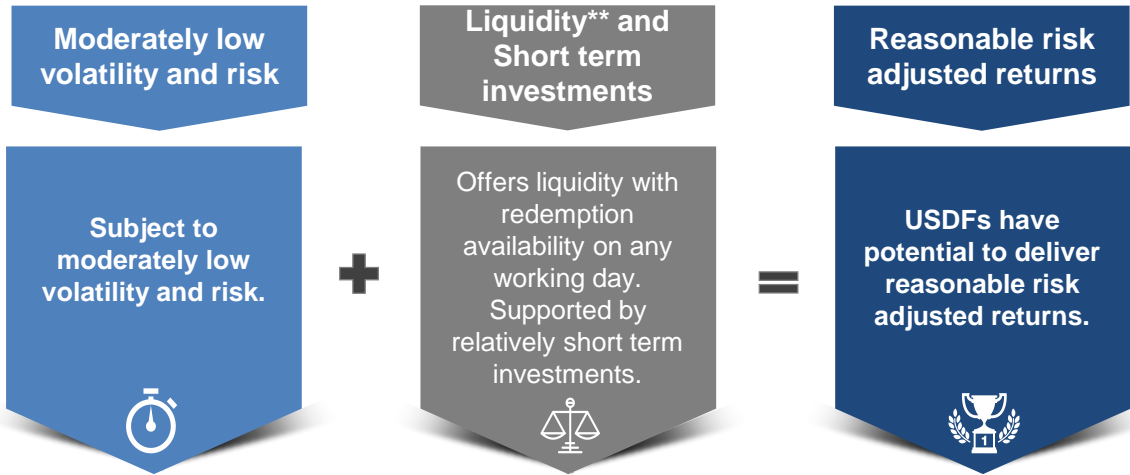 Moderately low
volatility and risk
Liquidity** and
Short term
investments
Reasonable risk
adjusted returns
Subject to
moderately low
volatility and risk.
Offers liquidity with
redemption
availability on any
working day.
Supported by
relatively short term
investments.
USDFs have
potential to deliver
reasonable risk
adjusted returns.
1